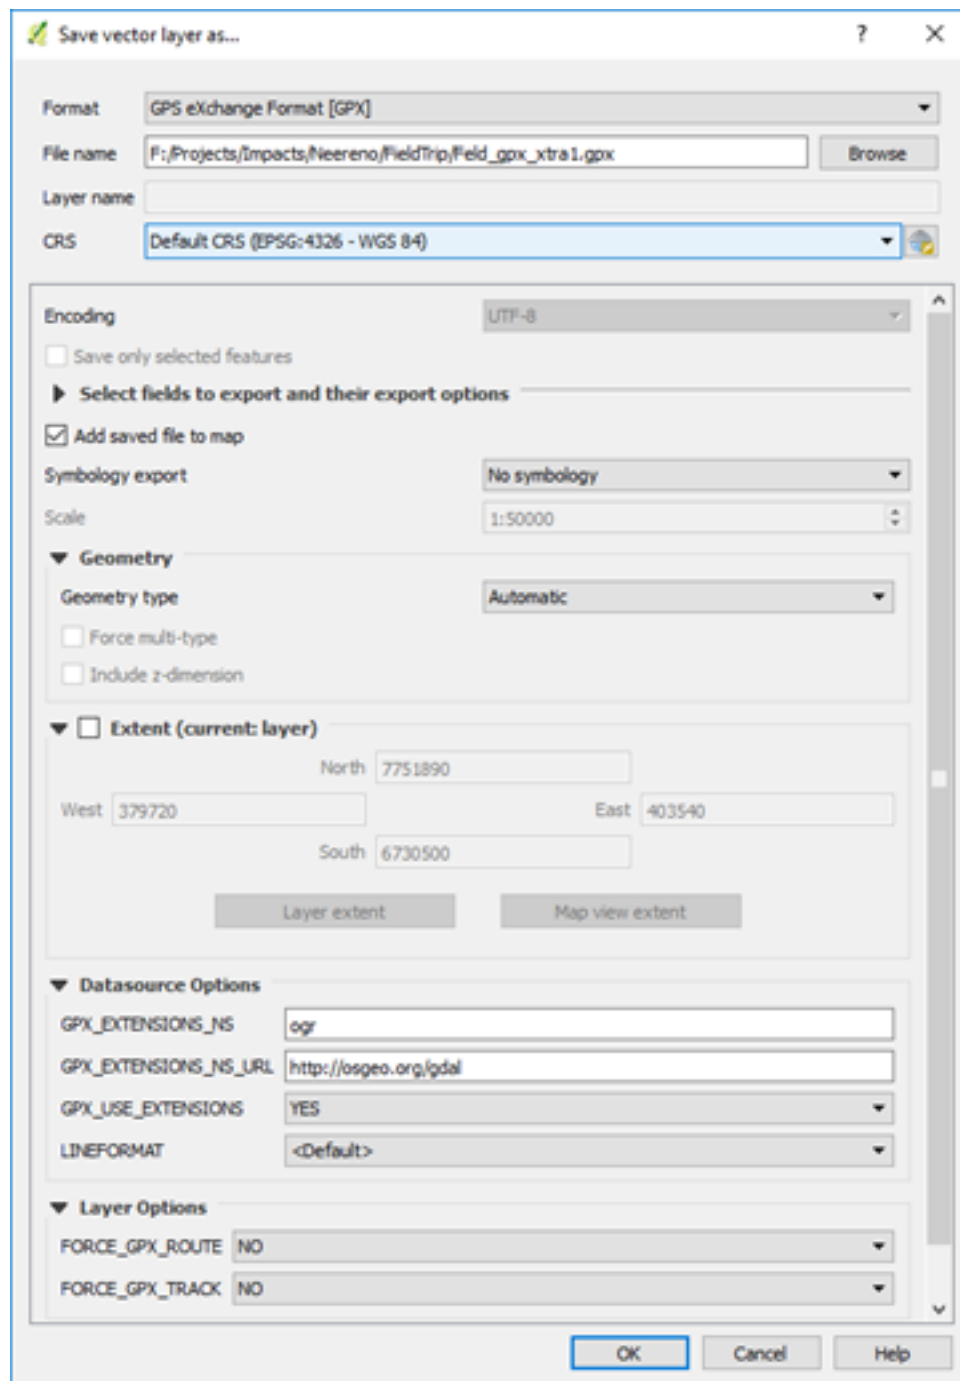 Save vector layer as...
?
Format GPS eXchange Format [GPX]
File name F:/Projects/Impacts/Neereno/FieldTrip/Feld_gpx_xtra1.gpx Browse
Layer name
CRS Default CRS (EPSG:4326 - WGS 84)
Encoding UTF-8
Save only selected features
Select fields to export and their export options
Add saved file to map
Symbology export No symbology
Scale 1:50000
Geometry
Geometry type Automatic
Force multi-type
Include z-dimension
Extent (current: layer)
North 7751890
West 379720 East 403540
South 6730500
Layer extent Map view extent
Datasource Options
GPX_EXTENSIONS_NS ogr
GPX_EXTENSIONS_NS_URL http://osgeo.org/gdal
GPX_USE_EXTENSIONS YES
LINEFORMAT <Default>
Layer Options
FORCE_GPX_ROUTE NO
FORCE_GPX_TRACK NO
OK Cancel Help